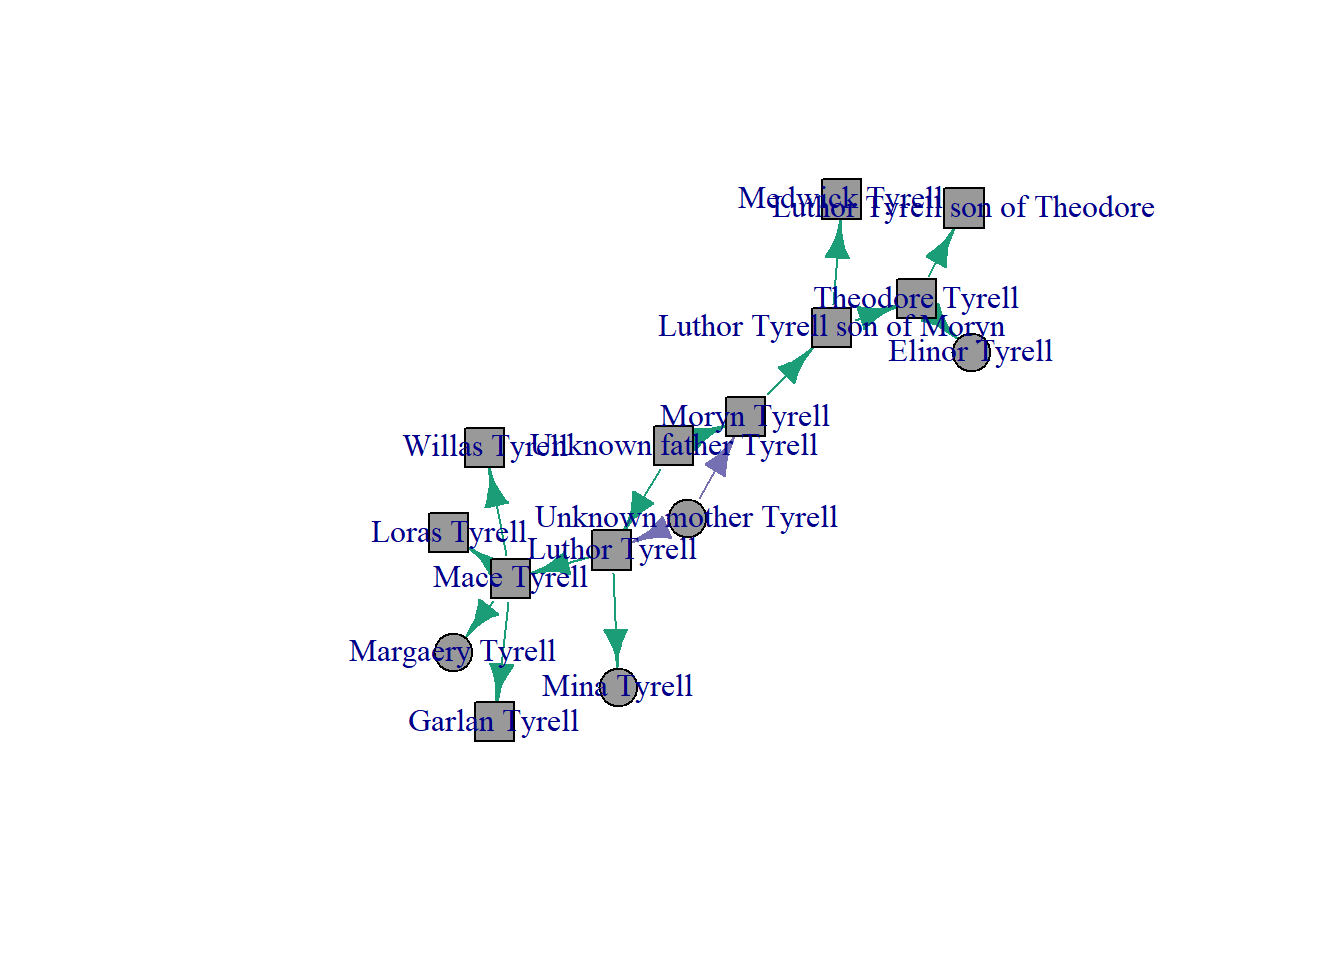 Medwick Tyrell
Luthor Tyrell son of Theodore
Theodore Tyrell
Luthor Tyrell son of Moryn
Elinor Tyrell
Moryn Tyrell
Willas Tyrell
Unknown father Tyrell
Unknown mother Tyrell
Loras Tyrell
Luthor Tyrell
Mace Tyrell
Margaery Tyrell
Mina Tyrell
Garlan Tyrell